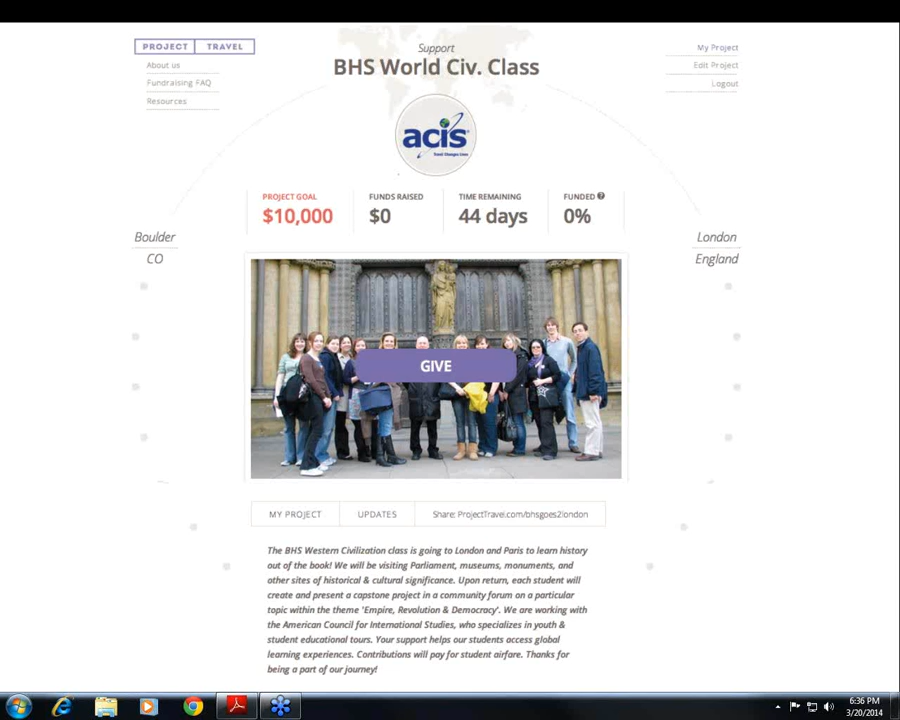 PROJECT TRAVEL
About us
Fundraising FAQ
Resources
Support
BHS World Civ. Class
My Project
Edit Project
Logout
acis
Travel Changes Lives
PROJECT GOAL
$10,000
FUNDS RAISED
$0
TIME REMAINING
44 days
FUNDED ?
0%
Boulder
CO
London
England
GIVE
MY PROJECT
UPDATES
Share: ProjectTravel.com/bhsgoes2london
The BHS Western Civilization class is going to London and Paris to learn history
out of the book! We will be visiting Parliament, museums, monuments, and
other sites of historical & cultural significance. Upon return, each student will
create and present a capstone project in a community forum on a particular
topic within the theme 'Empire, Revolution & Democracy'. We are working with
the American Council for International Studies, who specializes in youth &
student educational tours. Your support helps our students access global
learning experiences. Contributions will pay for student airfare. Thanks for
being a part of our journey!
6:36 PM
3/20/2014